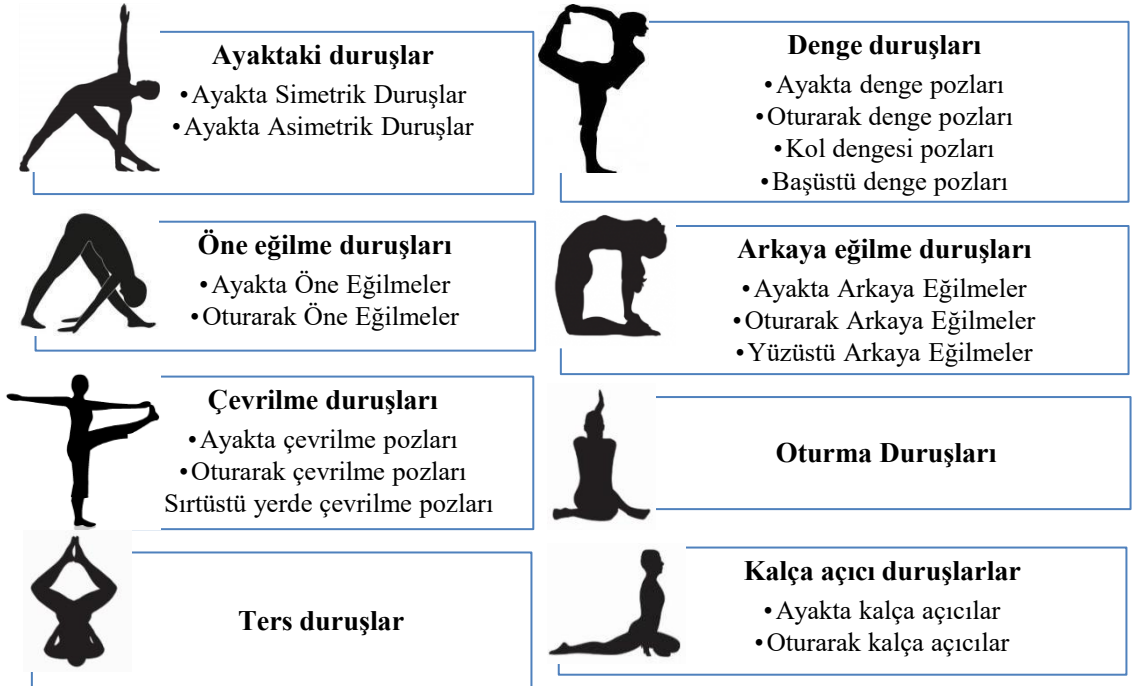 Ayaktaki duruşlar
•Ayakta Simetrik Duruşlar
•Ayakta Asimetrik Duruşlar
Denge duruşları
•Ayakta denge pozları
•Oturarak denge pozları
•Kol dengesi pozları
•Başüstü denge pozları
Öne eğilme duruşları
•Ayakta Öne Eğilmeler
•Oturarak Öne Eğilmeler
Arkaya eğilme duruşları
•Ayakta Arkaya Eğilmeler
•Oturarak Arkaya Eğilmeler
•Yüzüstü Arkaya Eğilmeler
Çevrilme duruşları
•Ayakta çevrilme pozları
•Oturarak çevrilme pozları
Sırtüstü yerde çevrilme pozları
Oturma Duruşları
Ters duruşlar
Kalça açıcı duruşlarlar
•Ayakta kalça açıcılar
•Oturarak kalça açıcılar